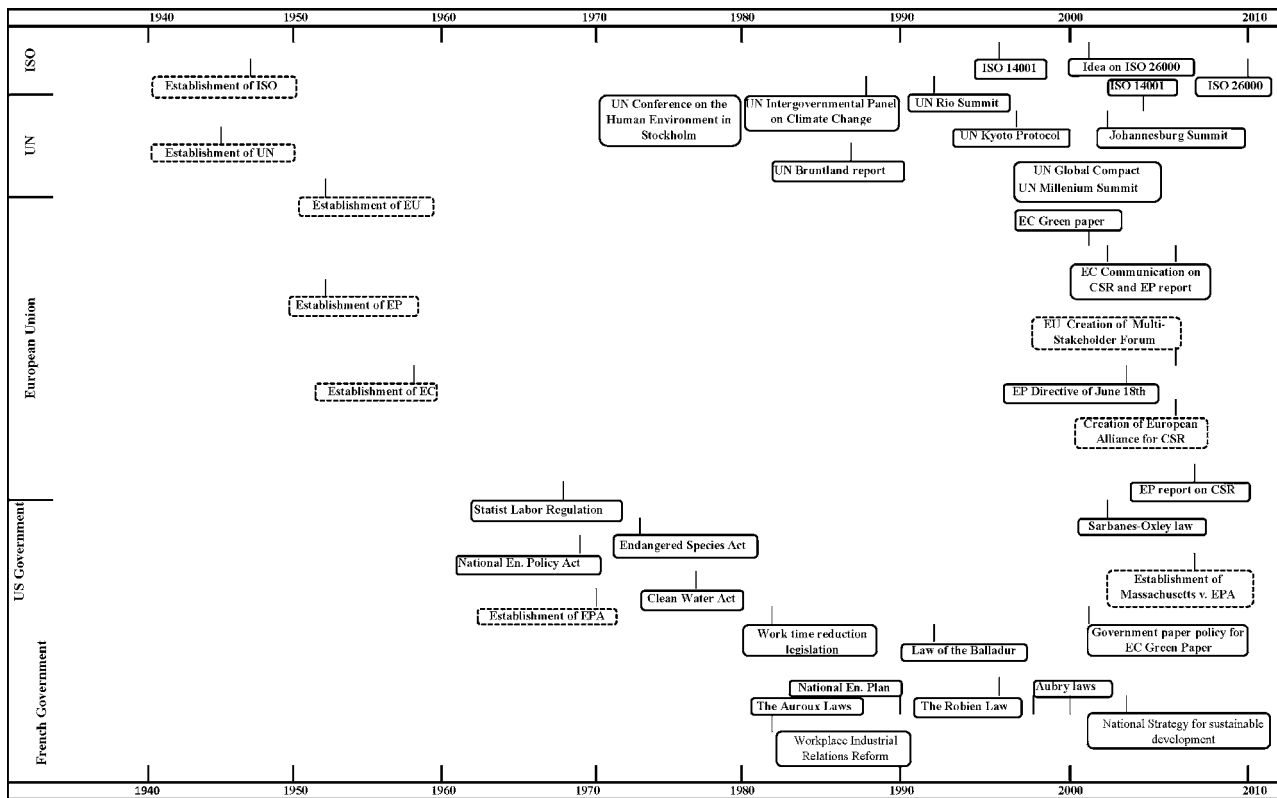 1940 1950 1960 1970 1980 1990 2000 2010
ISO
ISO 14001
Idea on ISO 26000
Establishment of ISO
ISO 14001
ISO 26000
UN
UN Conference on the
Human Environment in
Stockholm
UN Intergovernmental Panel
on Climate Change
UN Rio Summit
UN Kyoto Protocol
Johannesburg Summit
Establishment of UN
UN Bruntland report
UN Global Compact
UN Millenium Summit
European Union
Establishment of EU
EC Green paper
EC Communication on
CSR and EP report
Establishment of EP
EU Creation of Multi-
Stakeholder Forum
Establishment of EC
EP Directive of June 18th
Creation of European
Alliance for CSR
EP report on CSR
US Government
Statist Labor Regulation
Sarbanes-Oxley law
Endangered Species Act
National En. Policy Act
Establishment of
Massachusetts v. EPA
Clean Water Act
Establishment of EPA
French Government
Work time reduction
legislation
Law of the Balladur
Government paper policy for
EC Green Paper
National En. Plan
Aubry laws
The Auroux Laws
The Robien Law
National Strategy for sustainable
development
Workplace Industrial
Relations Reform
1940 1950 1960 1970 1980 1990 2000 2010